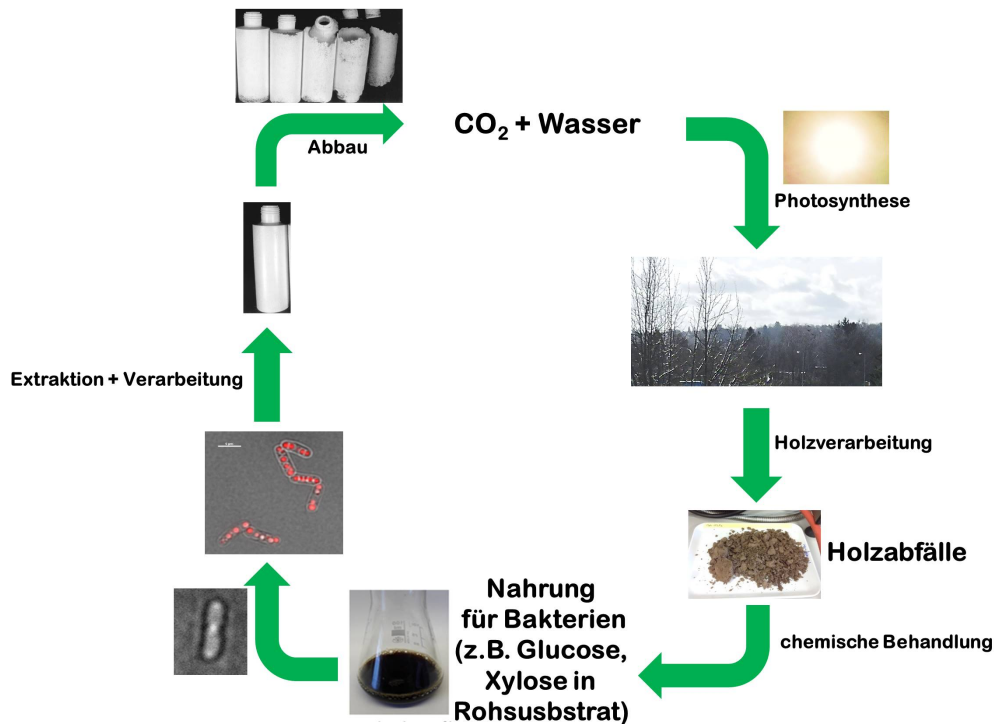 Abbau
CO₂ + Wasser
Photosynthese
Holzverarbeitung
Holzabfälle
chemische Behandlung
Nahrung
für Bakterien
(z.B. Glucose,
Xylose in
Rohsusbstrat)
Extraktion + Verarbeitung